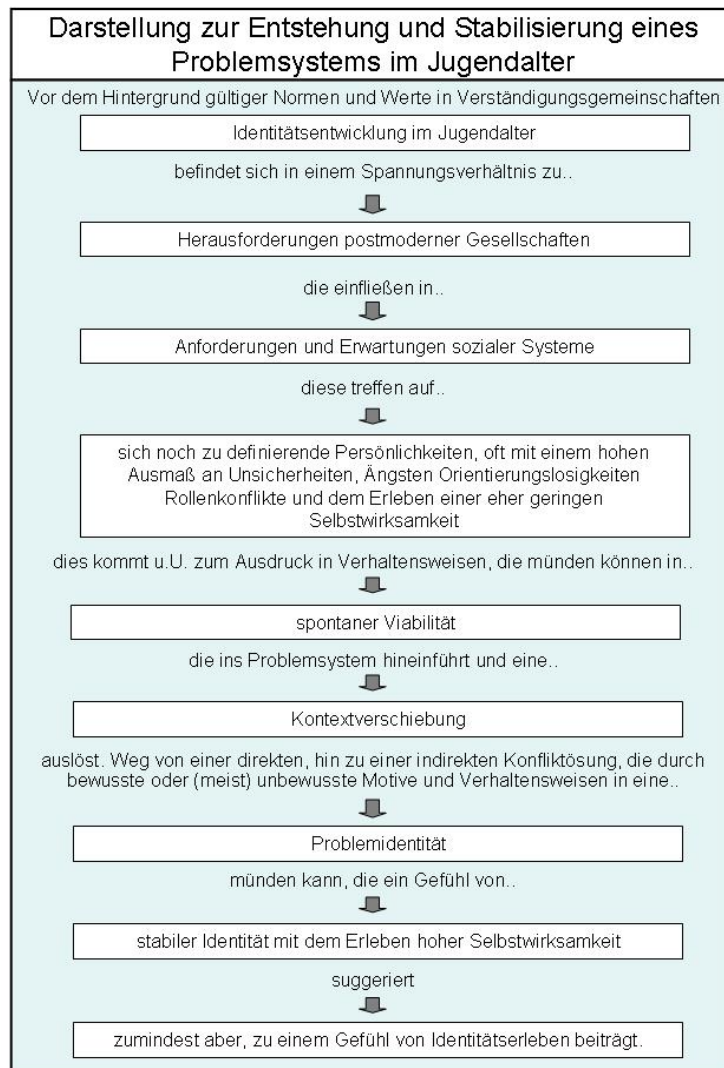 Darstellung zur Entstehung und Stabilisierung eines
Problemsystems im Jugendalter
Vor dem Hintergrund gültiger Normen und Werte in Verständigungsgemeinschaften
Identitätsentwicklung im Jugendalter
befindet sich in einem Spannungsverhältnis zu..
Herausforderungen postmoderner Gesellschaften
die einfließen in..
Anforderungen und Erwartungen sozialer Systeme
diese treffen auf..
sich noch zu definierende Persönlichkeiten, oft mit einem hohen
Ausmaß an Unsicherheiten, Ängsten Orientierungslosigkeiten
Rollenkonflikte und dem Erleben einer eher geringen
Selbstwirksamkeit
dies kommt u.U. zum Ausdruck in Verhaltensweisen, die münden können in..
spontaner Viabilität
die ins Problemsystem hineinführt und eine..
Kontextverschiebung
auslöst. Weg von einer direkten, hin zu einer indirekten Konfliktösung, die durch
bewusste oder (meist) unbewusste Motive und Verhaltensweisen in eine..
Problemidentität
münden kann, die ein Gefühl von..
stabiler Identität mit dem Erleben hoher Selbstwirksamkeit
suggeriert
zumindest aber, zu einem Gefühl von Identitätserleben beiträgt.